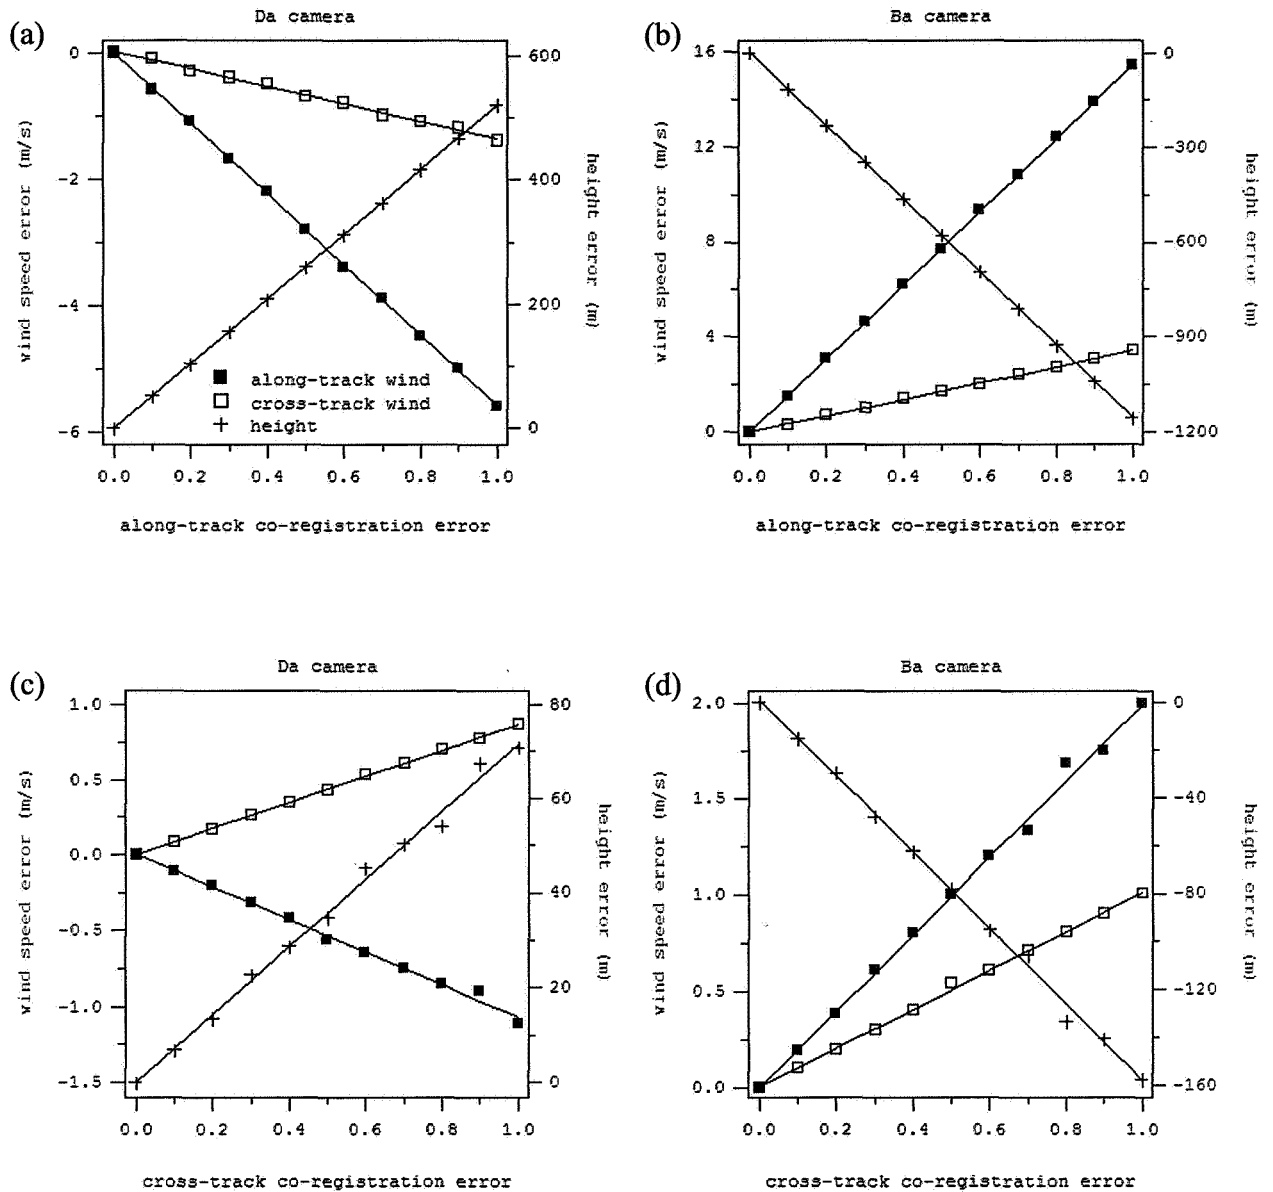 (a)
Da camera
0
-2
-4
-6
wind speed error (m/s)
600
400
200
0
height error (m)
along-track wind
cross-track wind
height
0.0 0.2 0.4 0.6 0.8 1.0
along-track co-registration error
(b)
Ba camera
16
12
8
4
0
wind speed error (m/s)
0
-300
-600
-900
-1200
height error (m)
0.0 0.2 0.4 0.6 0.8 1.0
along-track co-registration error
(c)
Da camera
1.0
0.5
0.0
-0.5
-1.0
-1.5
wind speed error (m/s)
80
60
40
20
0
height error (m)
0.0 0.2 0.4 0.6 0.8 1.0
cross-track co-registration error
(d)
Ba camera
2.0
1.5
1.0
0.5
0.0
wind speed error (m/s)
0
-40
-80
-120
-160
height error (m)
0.0 0.2 0.4 0.6 0.8 1.0
cross-track co-registration error